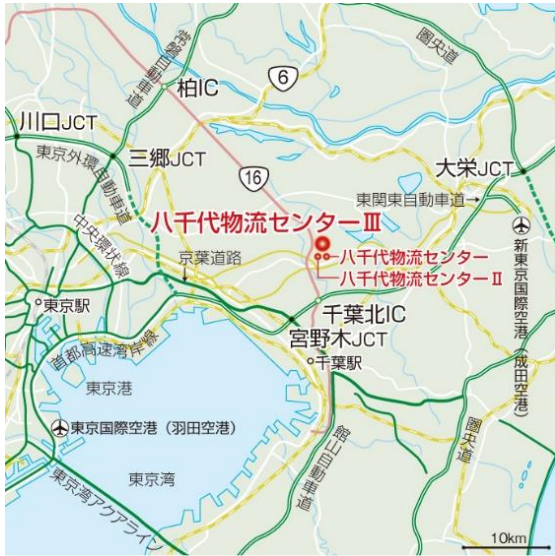 常磐自動車道
柏IC
6
圏央道
川口JCT
三郷JCT
東京外環自動車道
16
大栄JCT
東関東自動車道→
八千代物流センターⅢ
中央環状線
京葉道路
八千代物流センター
八千代物流センターⅡ
新東京国際空港(成田空港)
東京駅
千葉北IC
宮野木JCT
千葉駅
首都高速湾岸線
東京港
東京国際空港(羽田空港)
館山自動車道
圏央道
東京湾
東京湾アクアライン
10km